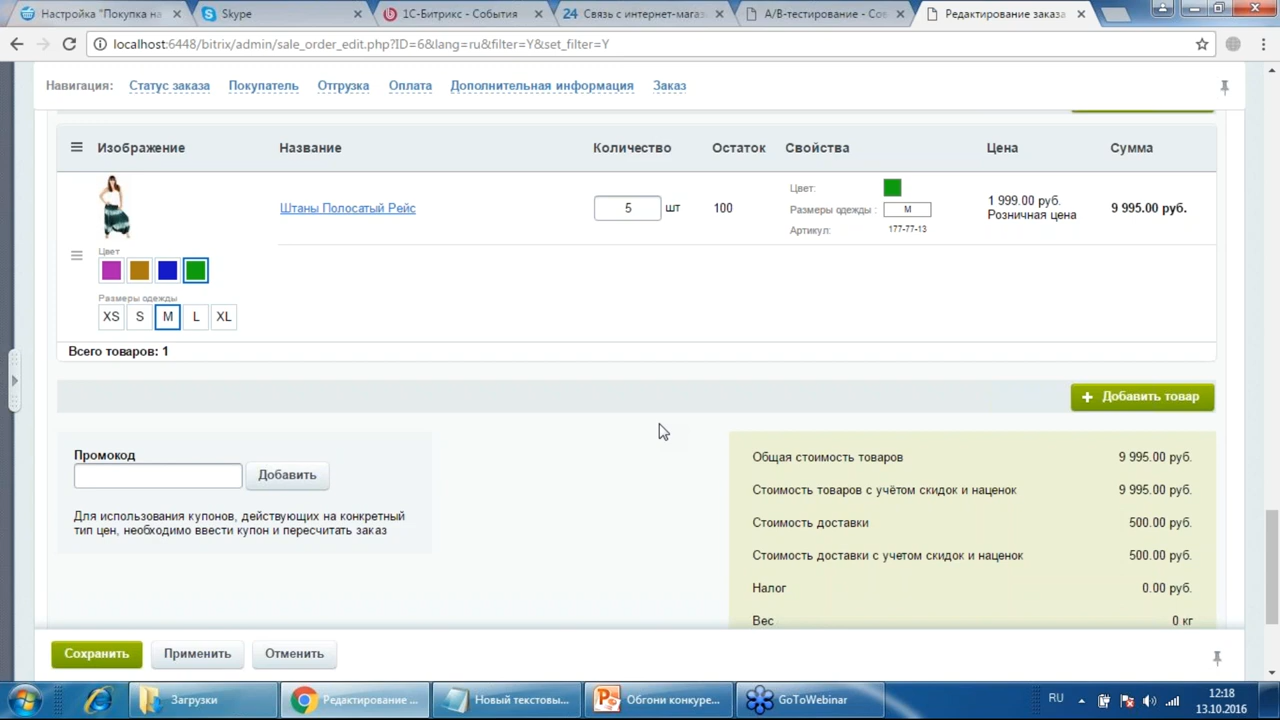 Настройка "Покупка на
Skype
1С-Битрикс - События
Связь с интернет-мага
A/B-тестирование - Со
Редактирование заказа
localhost:6448/bitrix/admin/sale_order_edit.php?ID=6&lang=ru&filter=Y&set_filter=Y
Навигация: Статус заказа Покупатель Отгрузка Оплата Дополнительная информация Заказ
Изображение Название Количество Остаток Свойства Цена Сумма
Штаны Полосатый Рейс
5 шт
100
Цвет:
Размеры одежды : M
Артикул: 177-77-13
1 999.00 руб.
Розничная цена
9 995.00 руб.
Цвет
Размеры одежды
XS S M L XL
Всего товаров: 1
+ Добавить товар
Промокод
Добавить
Для использования купонов, действующих на конкретный
тип цен, необходимо ввести купон и пересчитать заказ
Общая стоимость товаров 9 995.00 руб.
Стоимость товаров с учётом скидок и наценок 9 995.00 руб.
Стоимость доставки 500.00 руб.
Стоимость доставки с учетом скидок и наценок 500.00 руб.
Налог 0.00 руб.
Вес 0 кг
Сохранить Применить Отменить
Загрузки
Редактирование ...
Новый текстовы...
Обгони конкуре...
GoToWebinar
RU
12:18
13.10.2016